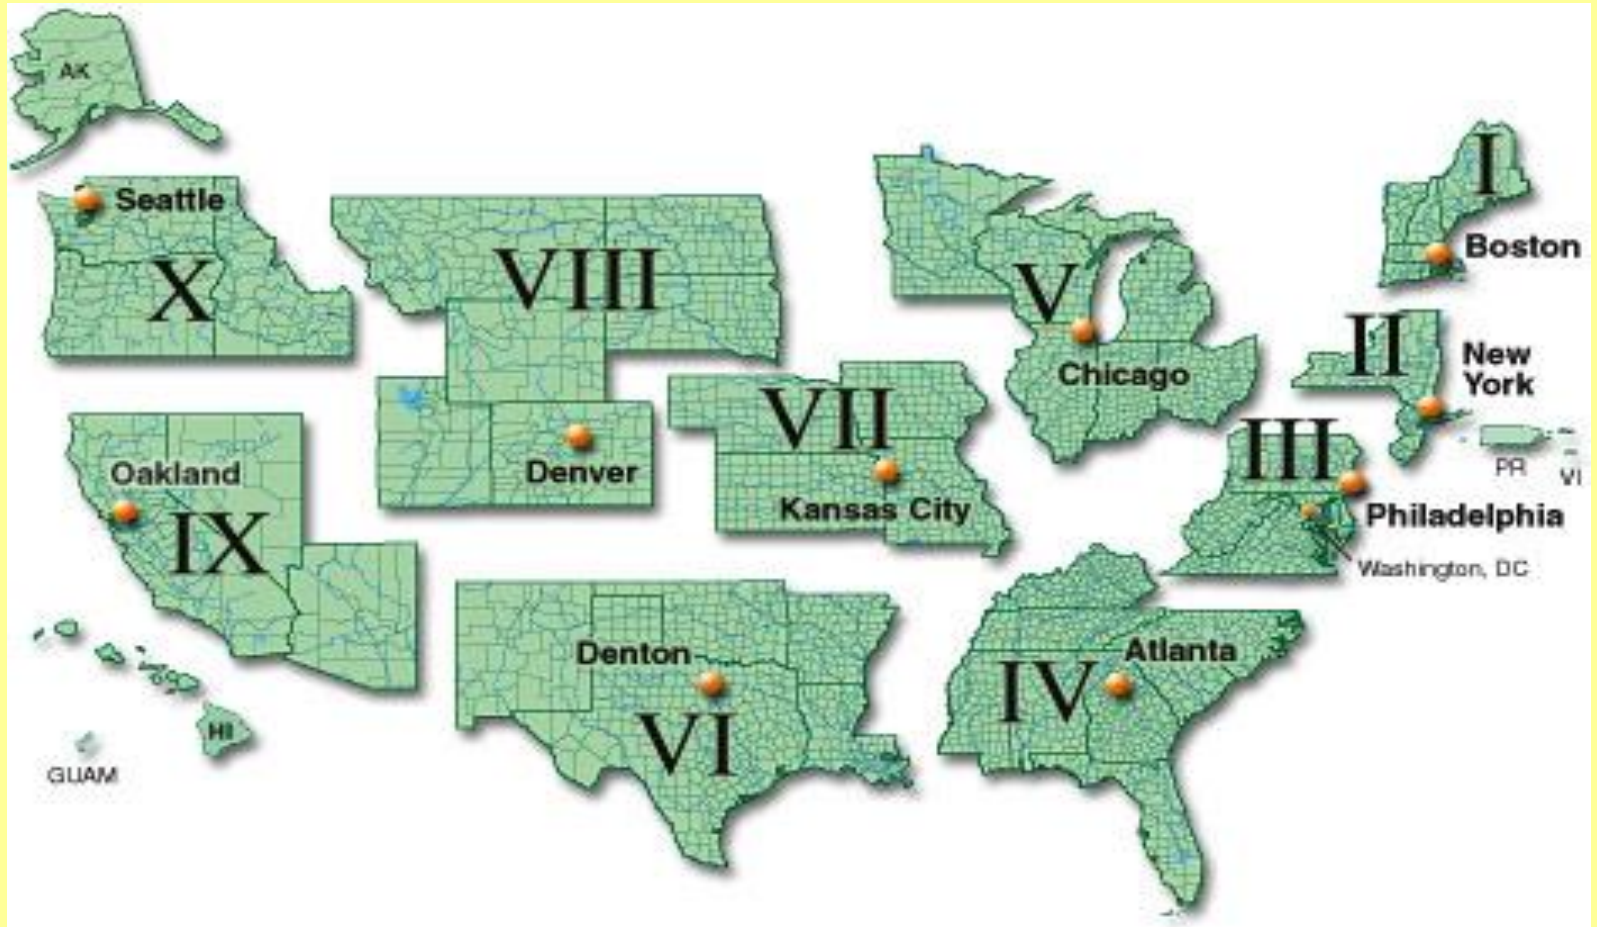 AK
I
Seattle
Boston
X
VIII
V
II
New
York
Chicago
VII
III
Denver
PR
VI
Oakland
Kansas City
Philadelphia
IX
Washington, DC
Denton
Atlanta
IV
HI
VI
GUAM